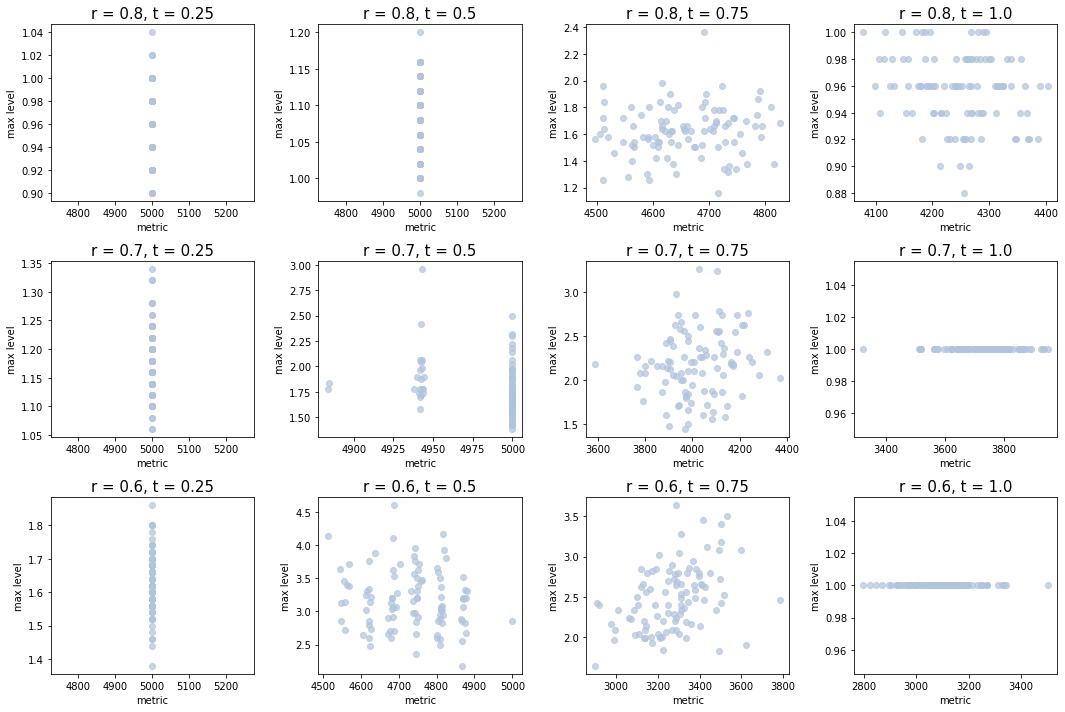 r = 0.8, t = 0.25
max level
1.04
1.02
1.00
0.98
0.96
0.94
0.92
0.90
4800 4900 5000 5100 5200
metric
r = 0.8, t = 0.5
max level
1.20
1.15
1.10
1.05
1.00
4800 4900 5000 5100 5200
metric
r = 0.8, t = 0.75
max level
2.4
2.2
2.0
1.8
1.6
1.4
1.2
4500 4600 4700 4800
metric
r = 0.8, t = 1.0
max level
1.00
0.98
0.96
0.94
0.92
0.90
0.88
4100 4200 4300 4400
metric
r = 0.7, t = 0.25
max level
1.35
1.30
1.25
1.20
1.15
1.10
1.05
4800 4900 5000 5100 5200
metric
r = 0.7, t = 0.5
max level
3.00
2.75
2.50
2.25
2.00
1.75
1.50
4900 4925 4950 4975 5000
metric
r = 0.7, t = 0.75
max level
3.0
2.5
2.0
1.5
3600 3800 4000 4200 4400
metric
r = 0.7, t = 1.0
max level
1.04
1.02
1.00
0.98
0.96
3400 3600 3800
metric
r = 0.6, t = 0.25
max level
1.8
1.7
1.6
1.5
1.4
4800 4900 5000 5100 5200
metric
r = 0.6, t = 0.5
max level
4.5
4.0
3.5
3.0
2.5
4500 4600 4700 4800 4900 5000
metric
r = 0.6, t = 0.75
max level
3.5
3.0
2.5
2.0
3000 3200 3400 3600 3800
metric
r = 0.6, t = 1.0
max level
1.04
1.02
1.00
0.98
0.96
2800 3000 3200 3400
metric